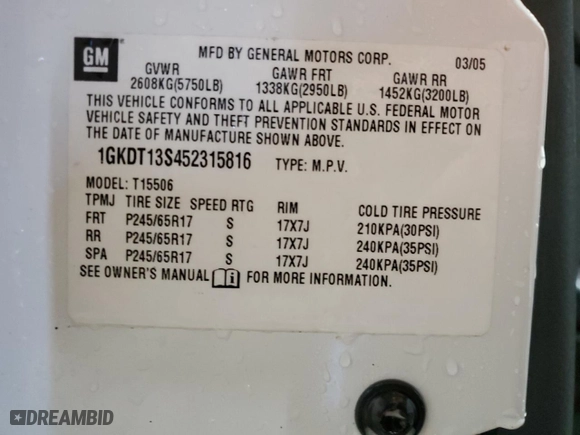 GM MFD BY GENERAL MOTORS CORP. 03/05
GVWR GAWR FRT GAWR RR
2608KG(5750LB) 1338KG(2950LB) 1452KG(3200LB)
THIS VEHICLE CONFORMS TO ALL APPLICABLE U.S. FEDERAL MOTOR
VEHICLE SAFETY AND THEFT PREVENTION STANDARDS IN EFFECT ON
THE DATE OF MANUFACTURE SHOWN ABOVE.
1GKDT13S452315816 TYPE: M.P.V.
MODEL: T15506
TPMJ TIRE SIZE SPEED RTG RIM COLD TIRE PRESSURE
FRT P245/65R17 S 17X7J 210KPA(30PSI)
RR P245/65R17 S 17X7J 240KPA(35PSI)
SPA P245/65R17 S 17X7J 240KPA(35PSI)
SEE OWNER'S MANUAL i FOR MORE INFORMATION.
DREAMBID